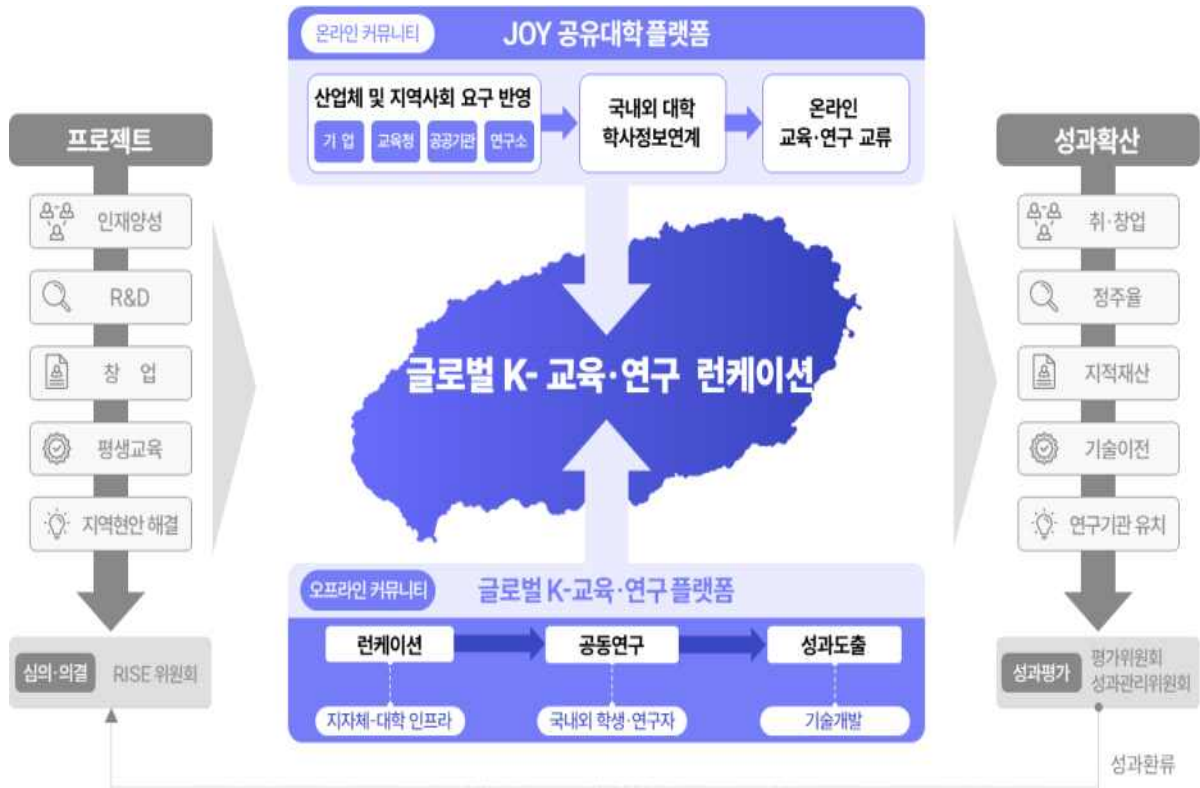 온라인 커뮤니티
JOY 공유대학 플랫폼
산업체 및 지역사회 요구 반영
기 업
교육청
공공기관
연구소
국내외 대학
학사정보연계
온라인
교육·연구 교류
프로젝트
인재양성
R&D
창 업
평생교육
지역현안 해결
심의·의결
RISE 위원회
글로벌 K- 교육·연구 런케이션
오프라인 커뮤니티
글로벌 K-교육·연구 플랫폼
런케이션
공동연구
성과도출
지자체-대학 인프라
국내외 학생·연구자
기술개발
성과확산
취·창업
정주율
지적재산
기술이전
연구기관 유치
성과평가
평가위원회
성과관리위원회
성과환류